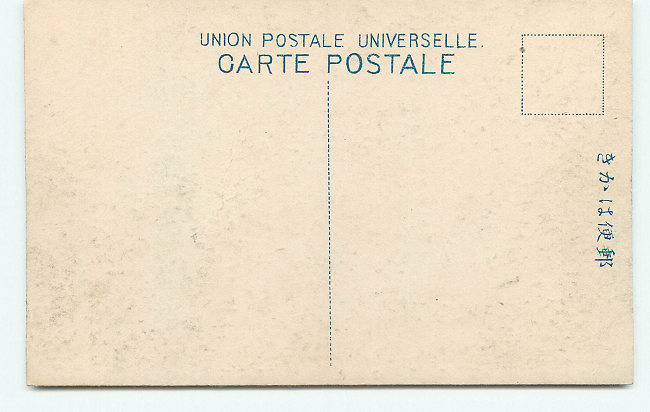 UNION POSTALE UNIVERSELLE.
CARTE POSTALE
きかは便郵